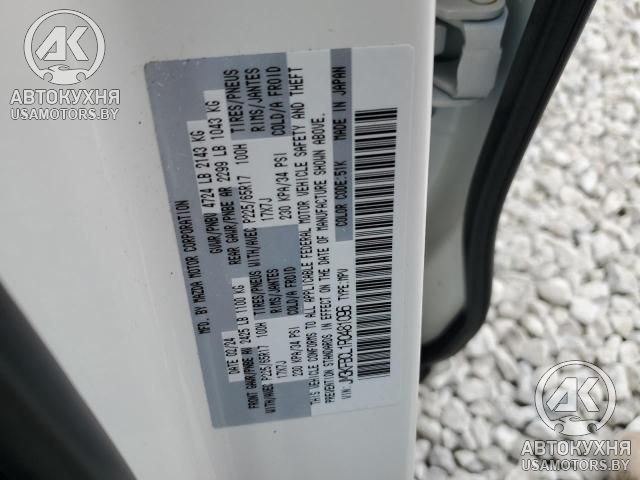 MFD. BY MAZDA MOTOR CORPORATION
DATE: 02/24 GVWR/PNBV 4724 LB 2143 KG
FRONT GAWR/PNBE AV 2425 LB 1100 KG REAR GAWR/PNBE AR 2299 LB 1043 KG
WITH/AVEC P225/65R17 100H TIRES/PNEUS WITH/AVEC P225/65R17 100H TIRES/PNEUS
17X7J RIMS/JANTES 17X7J RIMS/JANTES
230 KPA/34 PSI COLD/A FROID 230 KPA/34 PSI COLD/A FROID
THIS VEHICLE CONFORMS TO ALL APPLICABLE FEDERAL MOTOR VEHICLE SAFETY AND THEFT
PREVENTION STANDARDS IN EFFECT ON THE DATE OF MANUFACTURE SHOWN ABOVE.
VIN: TYPE: MPV COLOR CODE: 51K MADE IN JAPAN
АК
АВТОКУХНЯ
USAMOTORS.BY
АК
АВТОКУХНЯ
USAMOTORS.BY